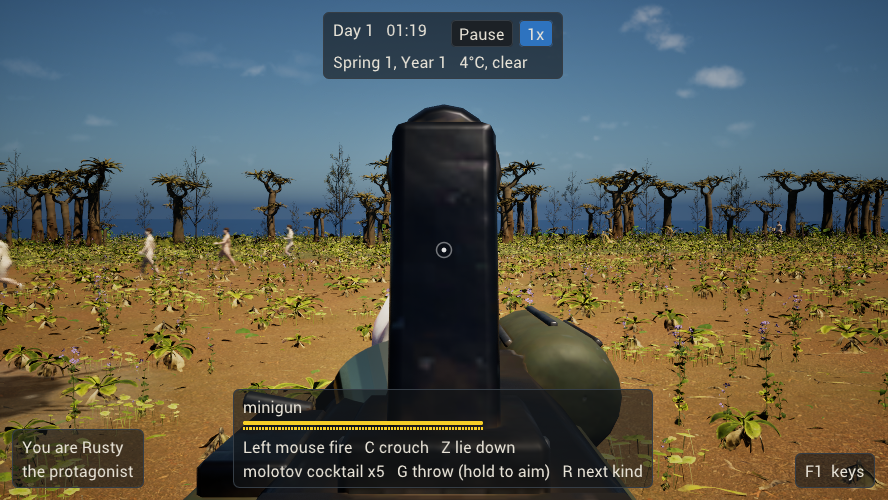 Day 1 01:19 Pause 1x
Spring 1, Year 1 4°C, clear
minigun
Left mouse fire C crouch Z lie down
molotov cocktail x5 G throw (hold to aim) R next kind
You are Rusty
the protagonist
F1 keys